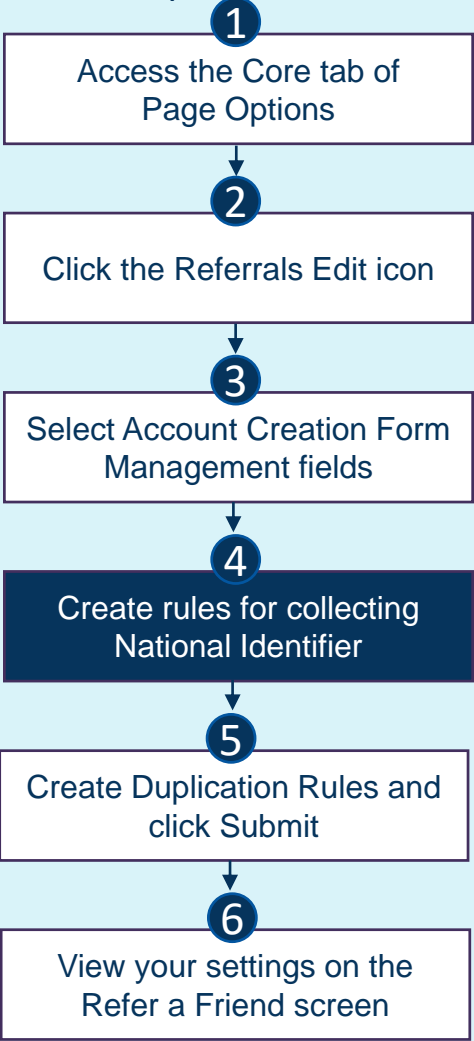 1
Access the Core tab of
Page Options
2
Click the Referrals Edit icon
3
Select Account Creation Form
Management fields
4
Create rules for collecting
National Identifier
5
Create Duplication Rules and
click Submit
6
View your settings on the
Refer a Friend screen